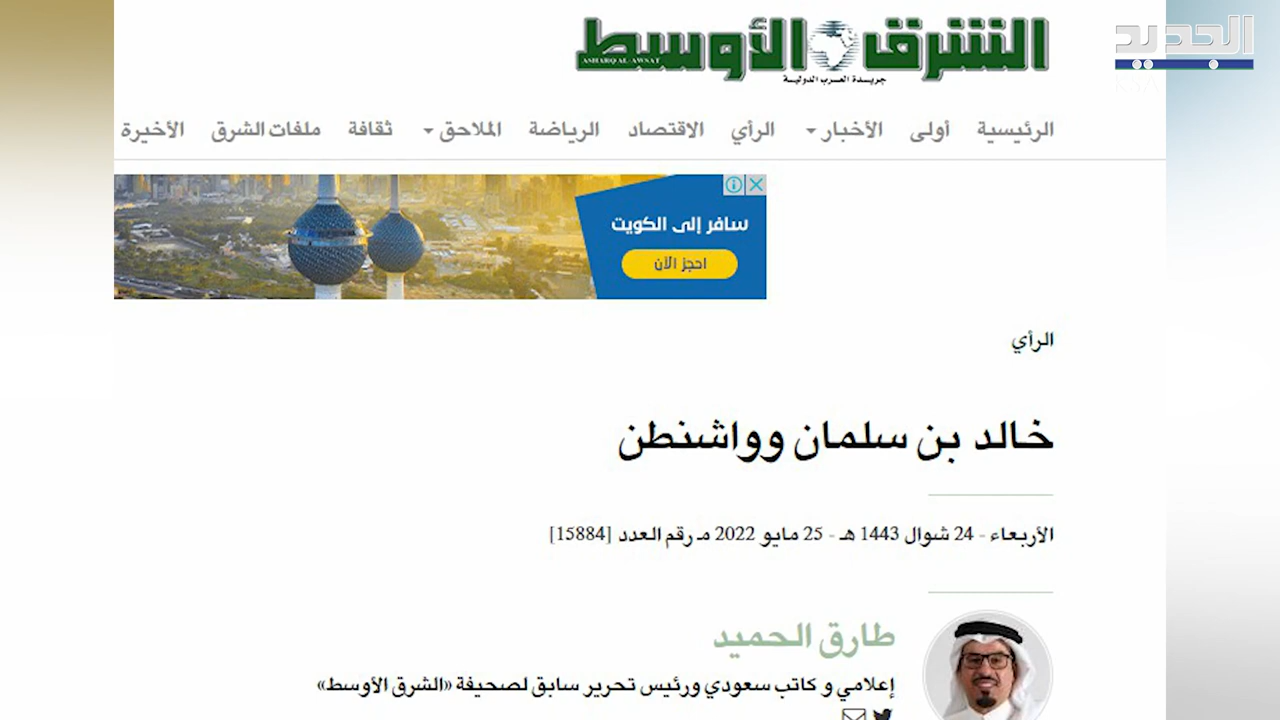 الجديد
الشرق الأوسط
ASHARQ AL-AWSAT
جريدة العرب الدولية
الرئيسية أولى الأخبار الرأي الاقتصاد الرياضة الملاحق ثقافة ملفات الشرق الأخيرة
سافر إلى الكويت
احجز الآن
الرأي
خالد بن سلمان وواشنطن
الأربعاء - 24 شوال 1443 هـ - 25 مايو 2022 مـ رقم العدد [15884]
طارق الحميد
إعلامي و كاتب سعودي ورئيس تحرير سابق لصحيفة «الشرق الأوسط»